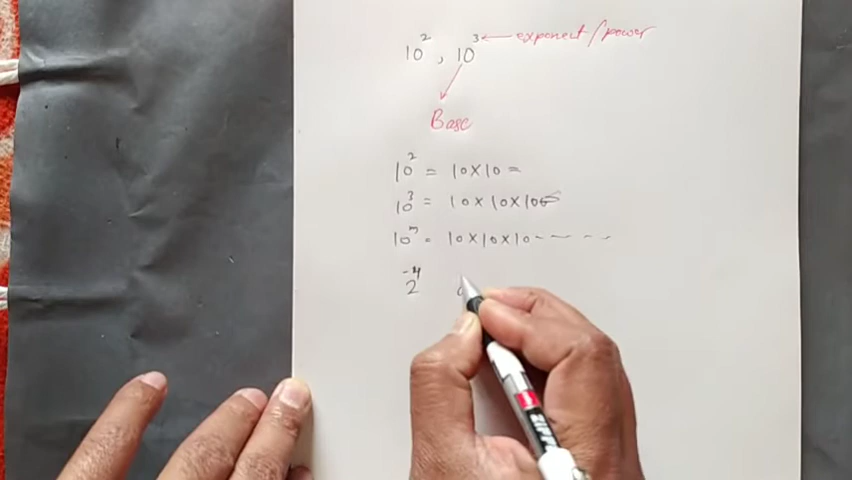 10², 10³ ← exponent/power
Base
10² = 10×10 =
10³ = 10×10×10
10ⁿ = 10×10×10 - - - -
2⁻⁴